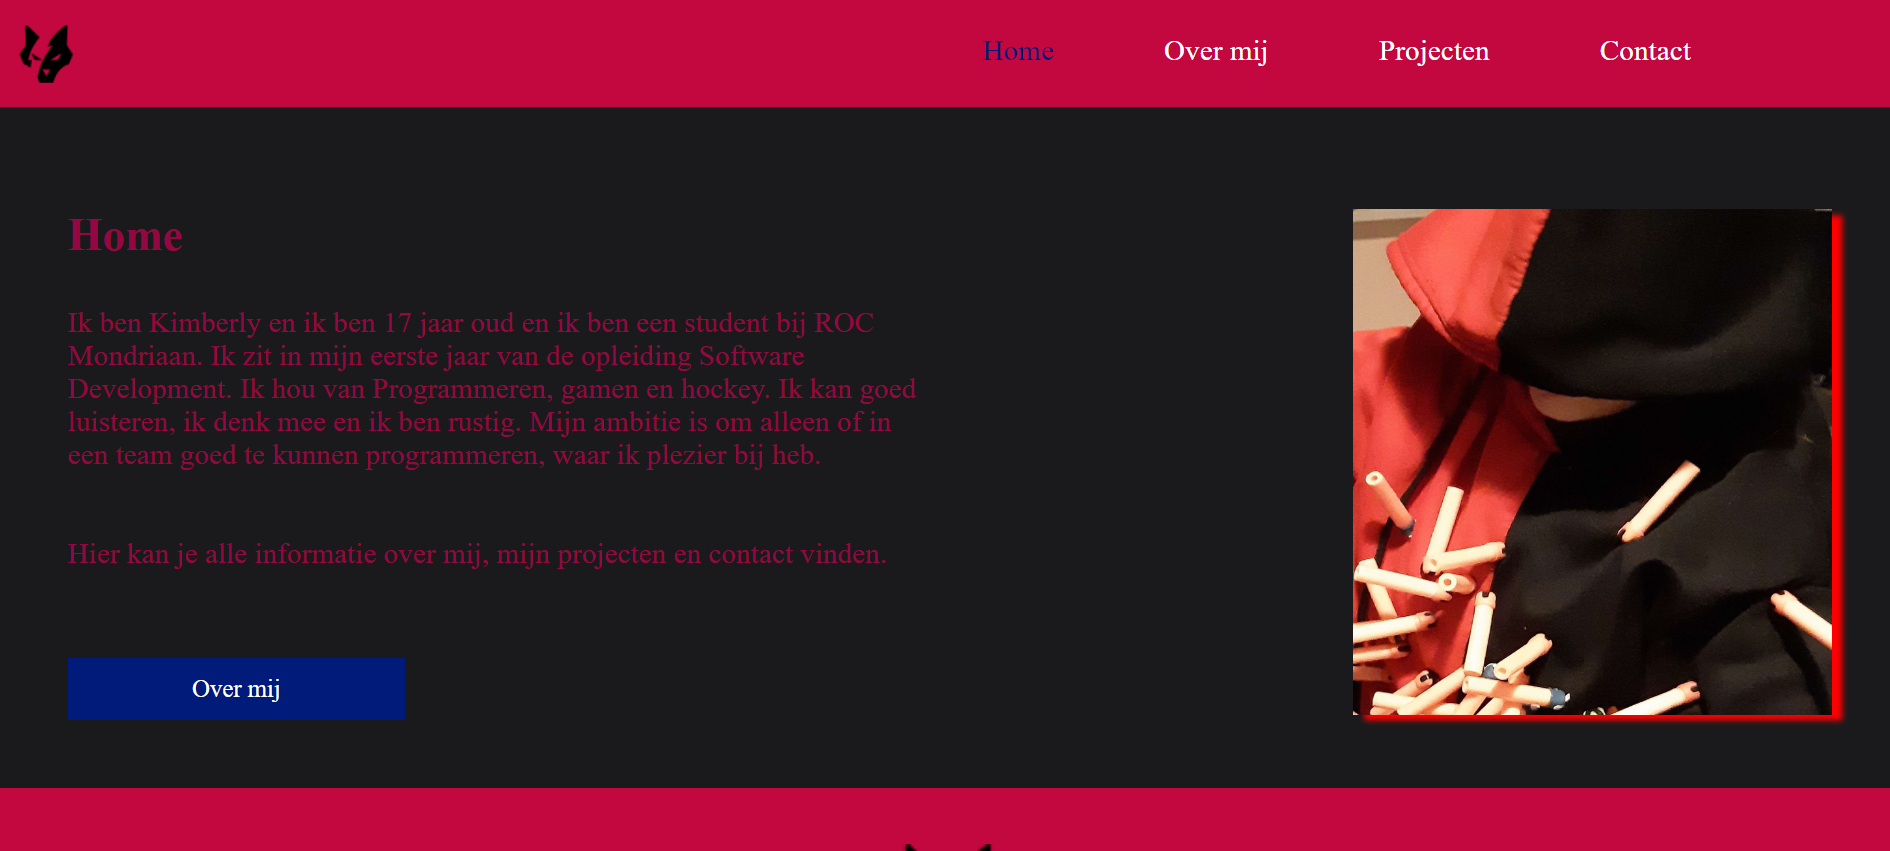 Home
Over mij
Projecten
Contact
Home
Ik ben Kimberly en ik ben 17 jaar oud en ik ben een student bij ROC
Mondriaan. Ik zit in mijn eerste jaar van de opleiding Software
Development. Ik hou van Programmeren, gamen en hockey. Ik kan goed
luisteren, ik denk mee en ik ben rustig. Mijn ambitie is om alleen of in
een team goed te kunnen programmeren, waar ik plezier bij heb.
Hier kan je alle informatie over mij, mijn projecten en contact vinden.
Over mij